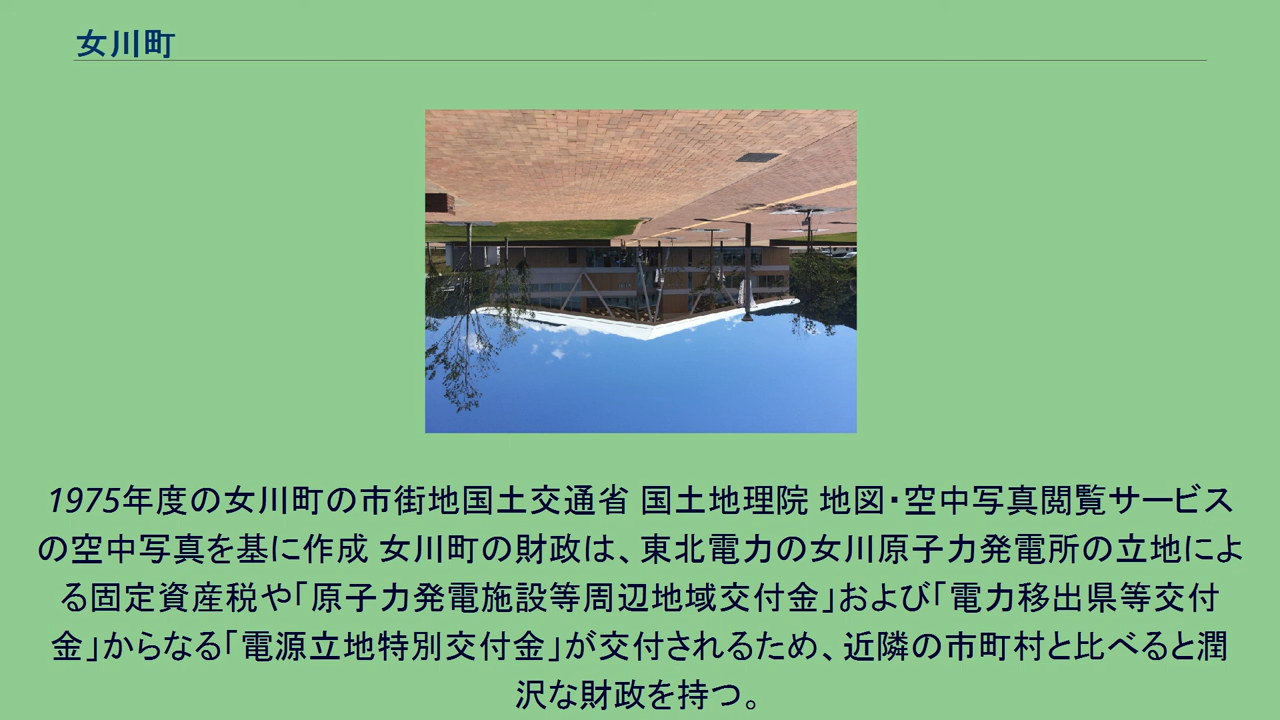 女川町
1975年度の女川町の市街地国土交通省 国土地理院 地図・空中写真閲覧サービス
の空中写真を基に作成 女川町の財政は、東北電力の女川原子力発電所の立地によ
る固定資産税や「原子力発電施設等周辺地域交付金」および「電力移出県等交付
金」からなる「電源立地特別交付金」が交付されるため、近隣の市町村と比べると潤
沢な財政を持つ。